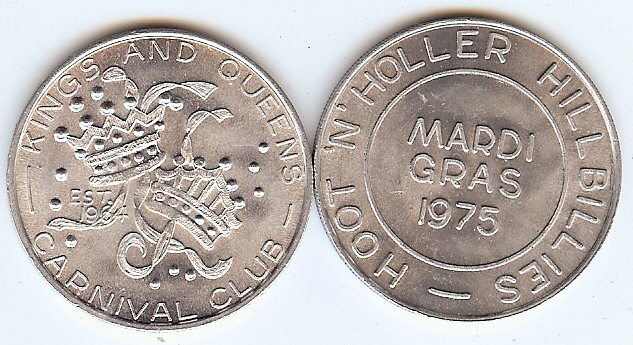 KINGS AND QUEENS
EST.
1964
CARNIVAL CLUB
HOOT 'N' HOLLER HILLBILLIES
MARDI
GRAS
1975